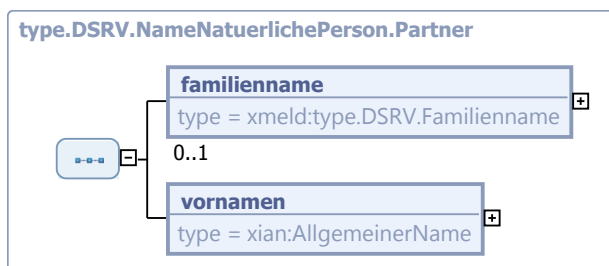 type.DSRV.NameNatuerlichePerson.Partner
familienname
type = xmeld:type.DSRV.Familienname
0..1
vornamen
type = xian:AllgemeinerName